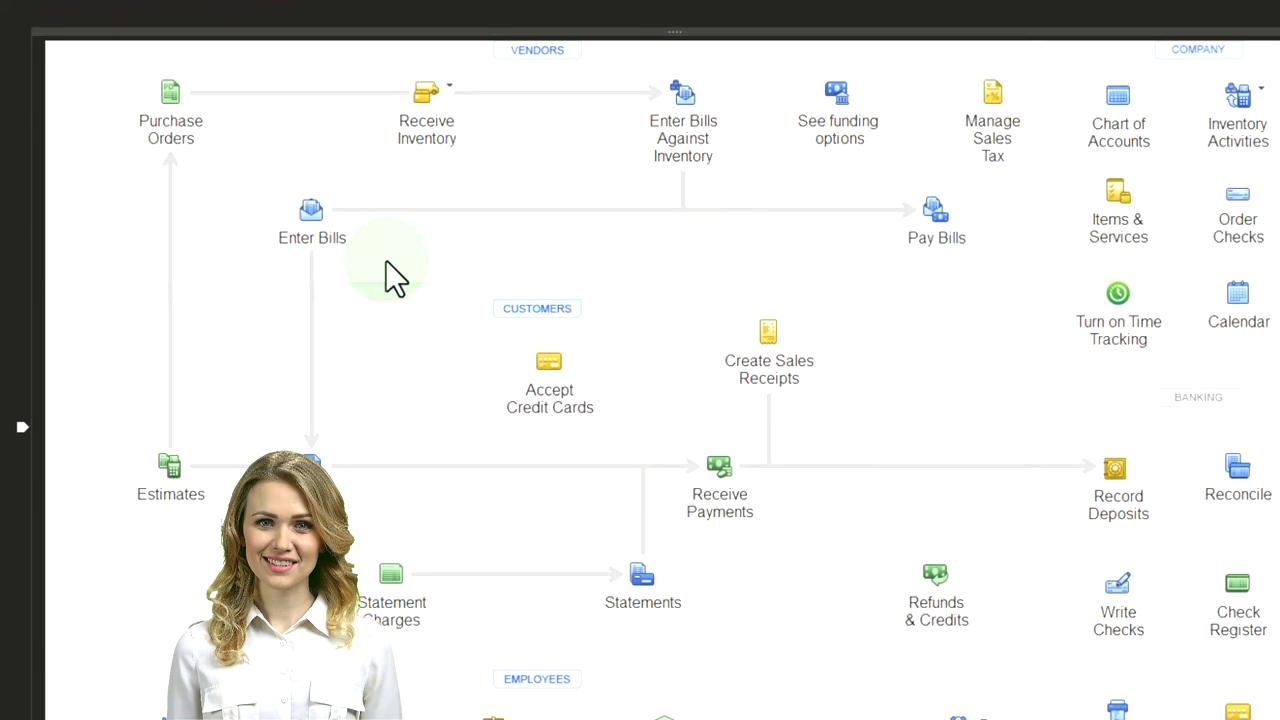 VENDORS
COMPANY
Purchase
Orders
Receive
Inventory
Enter Bills
Against
Inventory
See funding
options
Manage
Sales
Tax
Chart of
Accounts
Inventory
Activities
Enter Bills
Pay Bills
Items &
Services
Order
Checks
CUSTOMERS
Turn on Time
Tracking
Calendar
Accept
Credit Cards
Create Sales
Receipts
BANKING
Estimates
Receive
Payments
Record
Deposits
Reconcile
Statement
Charges
Statements
Refunds
& Credits
Write
Checks
Check
Register
EMPLOYEES